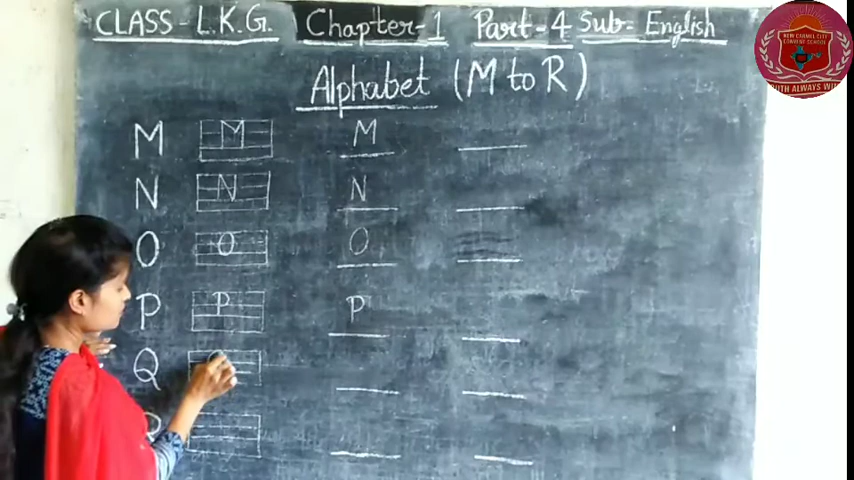 CLASS - L.K.G. Chapter-1 Part-4 Sub- English
Alphabet (M to R)
M M M
N N N
O O O
P P P
Q
NEW CARMEL CITY
CONVENT SCHOOL